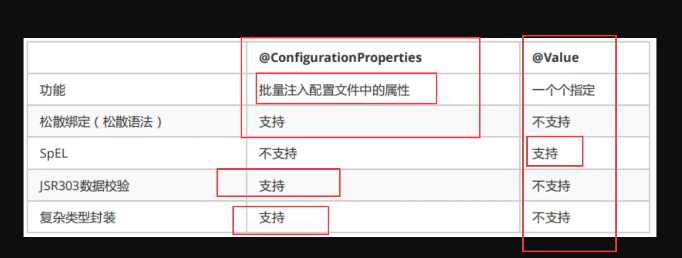 @ConfigurationProperties @Value
功能 批量注入配置文件中的属性 一个个指定
松散绑定（松散语法） 支持 不支持
SpEL 不支持 支持
JSR303数据校验 支持 不支持
复杂类型封装 支持 不支持